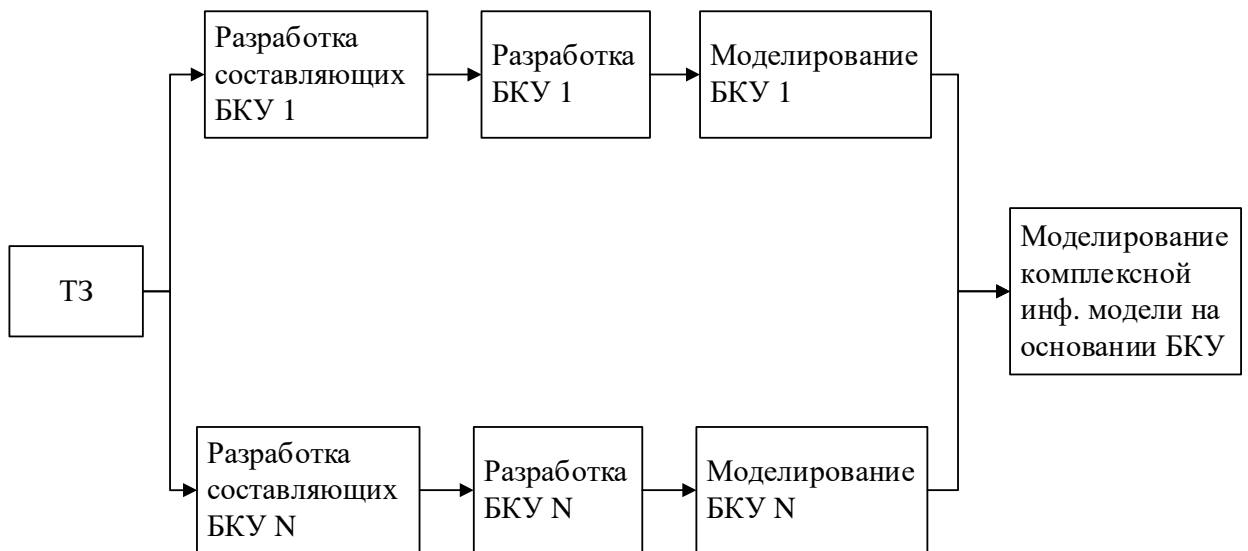 Разработка
составляющих
БКУ 1
Разработка
БКУ 1
Моделирование
БКУ 1
ТЗ
Моделирование
комплексной
инф. модели на
основании БКУ
Разработка
составляющих
БКУ N
Разработка
БКУ N
Моделирование
БКУ N